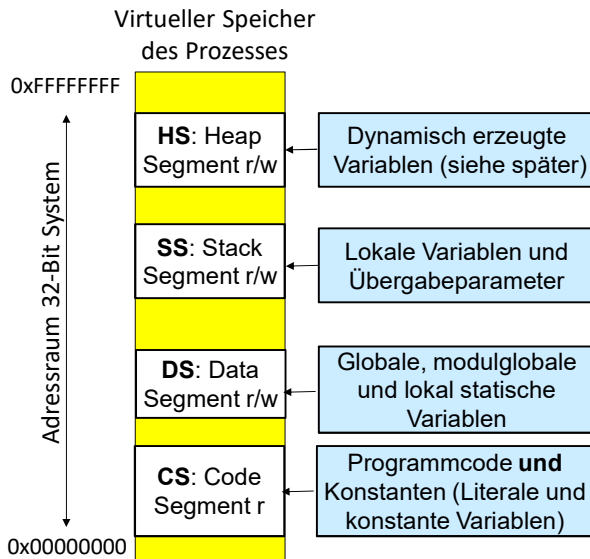 Virtueller Speicher
des Prozesses
0xFFFFFFFF
Adressraum 32-Bit System
HS: Heap
Segment r/w
Dynamisch erzeugte
Variablen (siehe später)
SS: Stack
Segment r/w
Lokale Variablen und
Übergabeparameter
DS: Data
Segment r/w
Globale, modulglobale
und lokal statische
Variablen
CS: Code
Segment r
Programmcode und
Konstanten (Literale und
konstante Variablen)
0x00000000